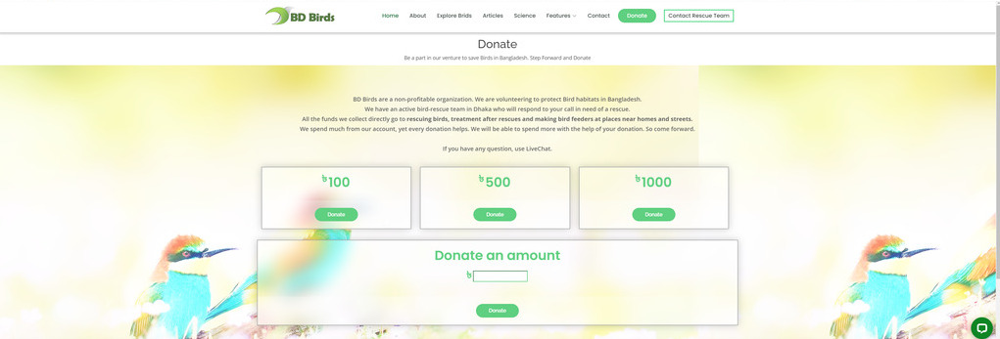 BD Birds
Home About Explore Brids Articles Science Features Contact Donate Contact Rescue Team
Donate
Be a part in our venture to save Birds in Bangladesh. Step Forward and Donate
BD Birds are a non-profitable organization. We are volunteering to protect Bird habitats in Bangladesh.
We have an active bird-rescue team in Dhaka who will respond to your call in need of a rescue.
All the funds we collect directly go to rescuing birds, treatment after rescues and making bird feeders at places near homes and streets.
We spend much from our account, yet every donation helps. We will be able to spend more with the help of your donation. So come forward.
If you have any question, use LiveChat.
৳100 ৳500 ৳1000
Donate Donate Donate
Donate an amount
৳
Donate